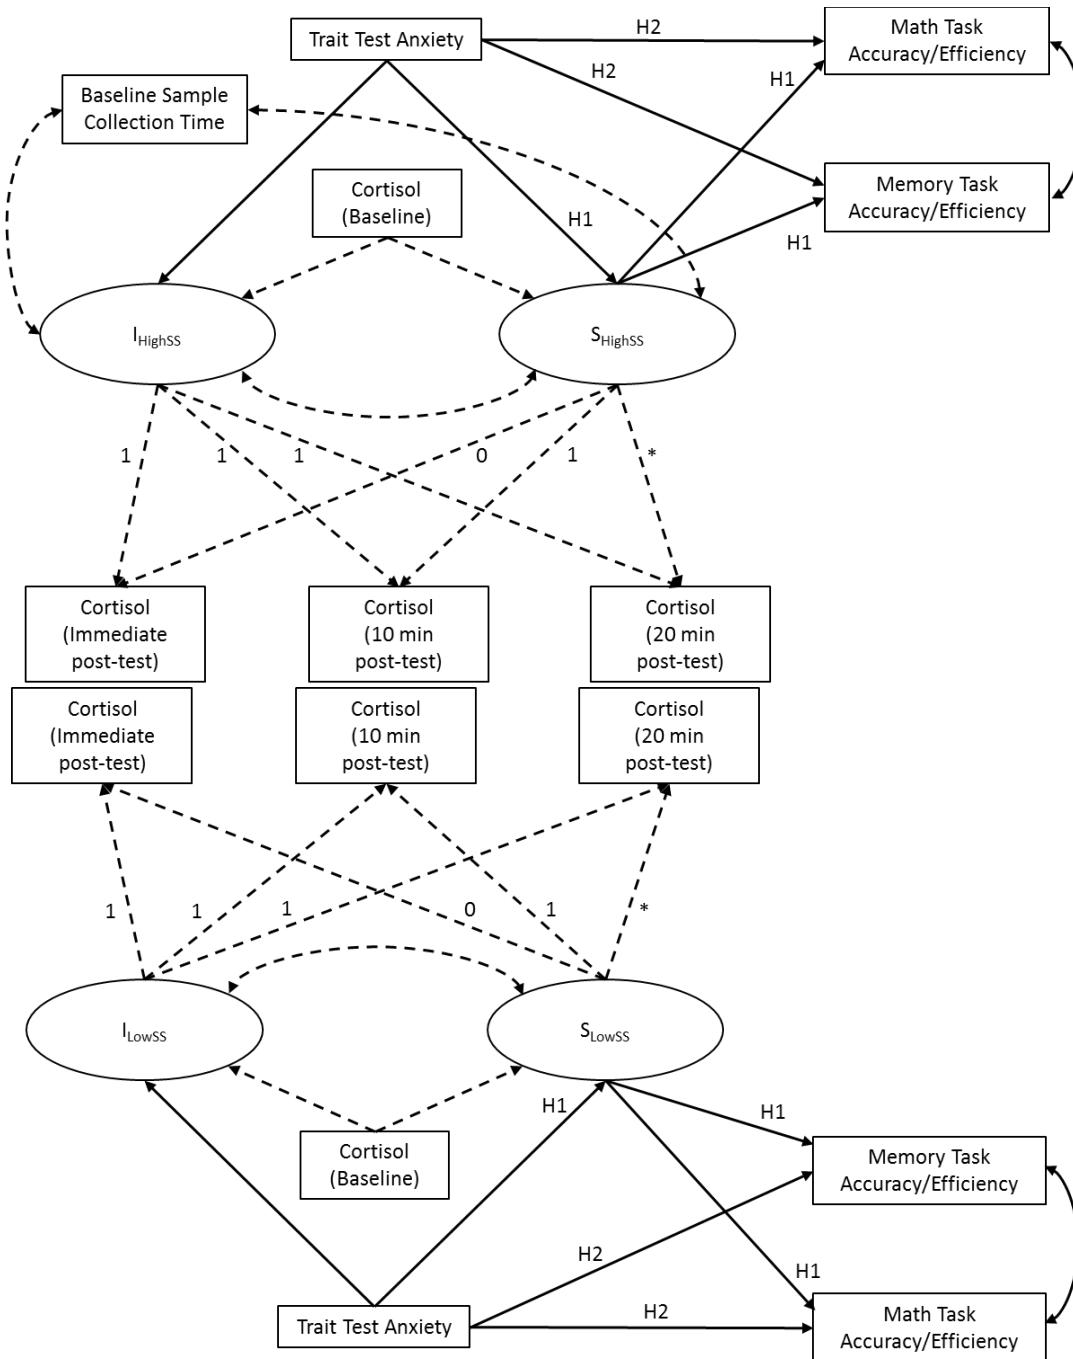 Trait Test Anxiety
H2
Math Task
Accuracy/Efficiency
H2
H1
Baseline Sample
Collection Time
Cortisol
(Baseline)
Memory Task
Accuracy/Efficiency
H1
H1
I HighSS
S HighSS
1
1
1
0
1
*
Cortisol
(Immediate
post-test)
Cortisol
(10 min
post-test)
Cortisol
(20 min
post-test)
Cortisol
(Immediate
post-test)
Cortisol
(10 min
post-test)
Cortisol
(20 min
post-test)
1
1
1
0
1
*
I LowSS
S LowSS
H1
H1
Cortisol
(Baseline)
Memory Task
Accuracy/Efficiency
H2
H1
Trait Test Anxiety
H2
Math Task
Accuracy/Efficiency